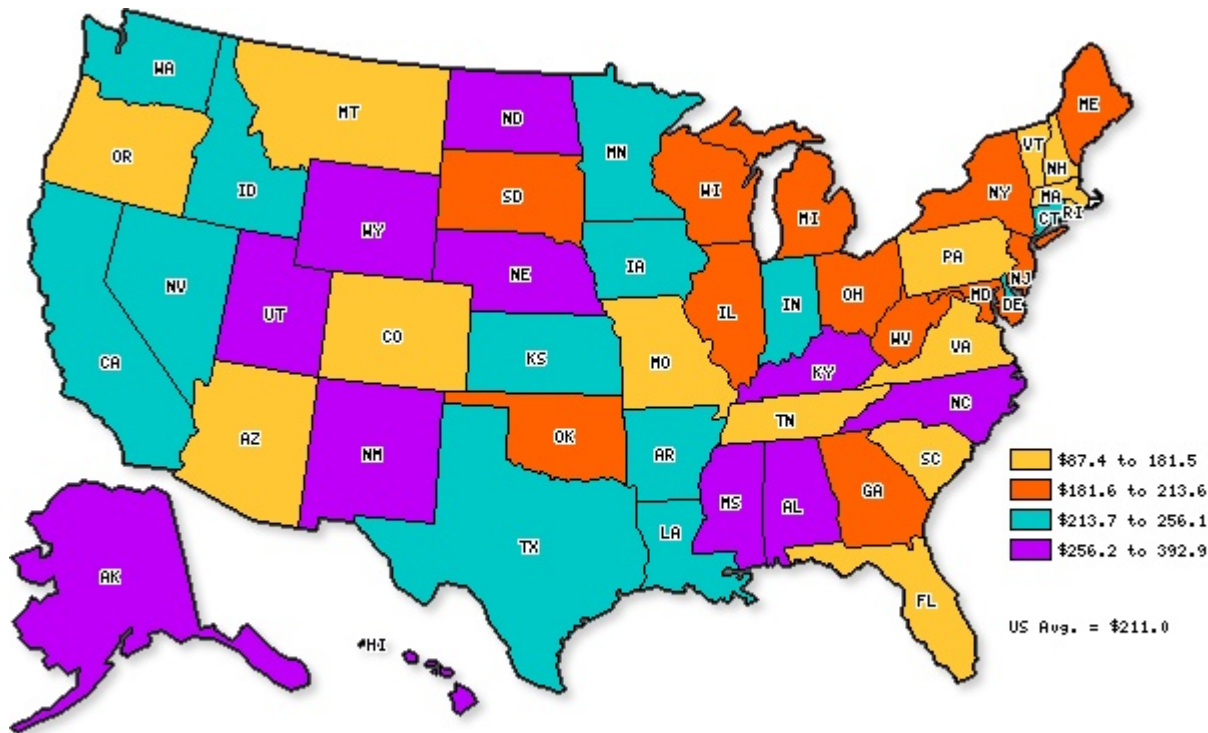 WA
MT
ND
MN
ME
OR
ID
SD
WI
MI
VT
NH
NY
MA
CT
RI
WY
NE
IA
PA
NV
UT
CO
KS
MO
IL
IN
OH
NJ
MD
DE
WV
VA
CA
KY
NC
AZ
NM
OK
AR
TN
SC
MS
AL
GA
TX
LA
FL
AK
HI
$87.4 to 181.5
$181.6 to 213.6
$213.7 to 256.1
$256.2 to 392.9
US Avg. = $211.0